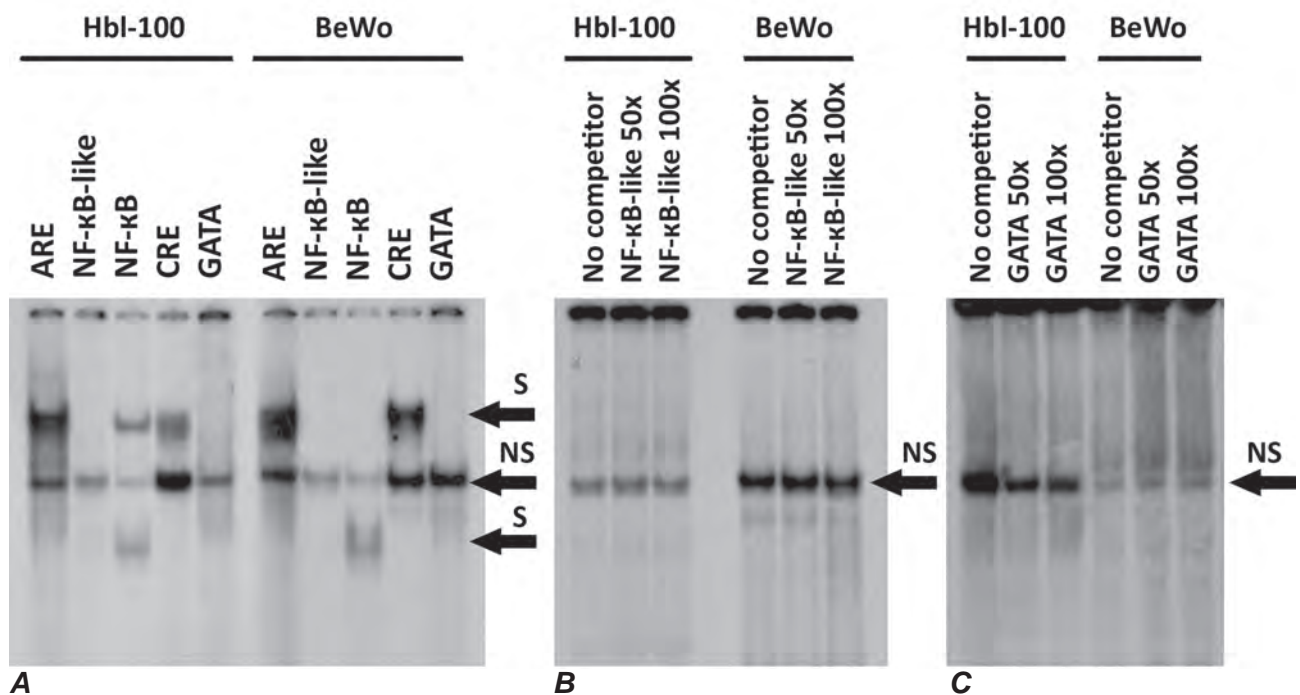 Hbl-100
BeWo
ARE
NF-κB-like
NF-κB
CRE
GATA
ARE
NF-κB-like
NF-κB
CRE
GATA
S
NS
S
A
Hbl-100
BeWo
No competitor
NF-κB-like 50x
NF-κB-like 100x
No competitor
NF-κB-like 50x
NF-κB-like 100x
NS
B
Hbl-100
BeWo
No competitor
GATA 50x
GATA 100x
No competitor
GATA 50x
GATA 100x
NS
C